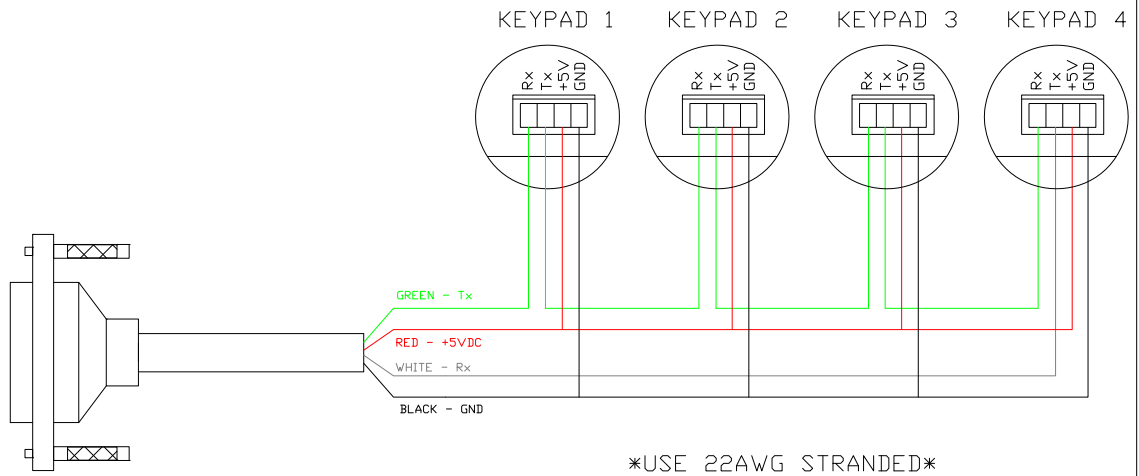 KEYPAD 1
KEYPAD 2
KEYPAD 3
KEYPAD 4
Rx
Tx
+5V
GND
Rx
Tx
+5V
GND
Rx
Tx
+5V
GND
Rx
Tx
+5V
GND
GREEN - Tx
RED - +5VDC
WHITE - Rx
BLACK - GND
*USE 22AWG STRANDED*